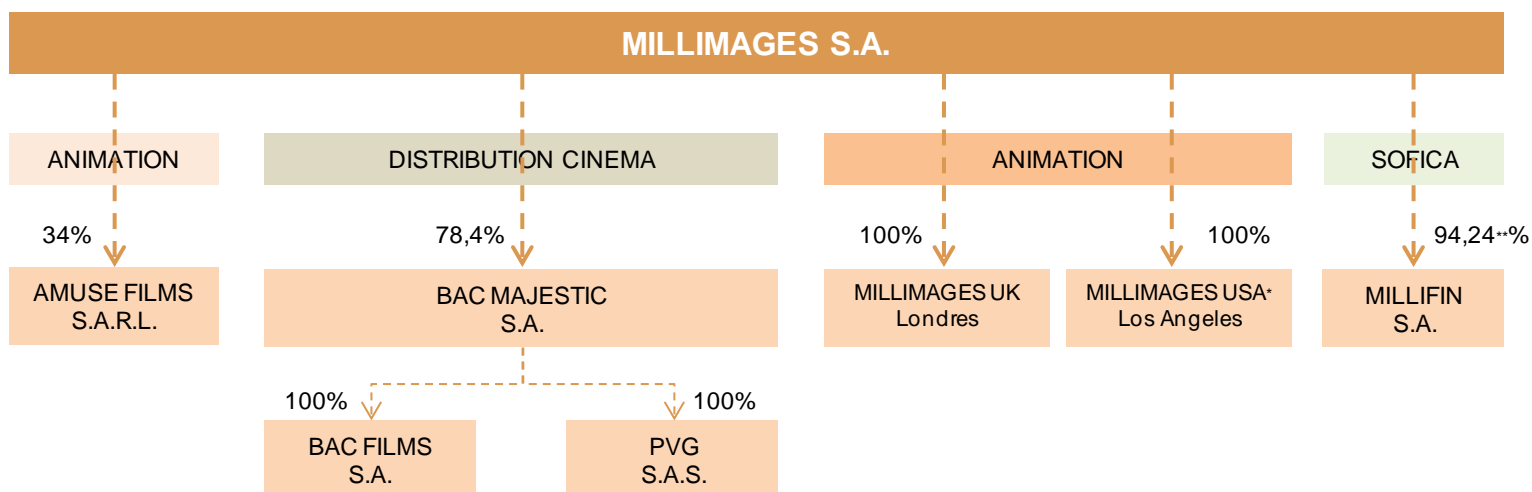 MILLIMAGES S.A.
ANIMATION
DISTRIBUTION CINEMA
ANIMATION
SOFICA
34%
78,4%
100%
100%
94,24**%
AMUSE FILMS
S.A.R.L.
BAC MAJESTIC
S.A.
MILLIMAGES UK
Londres
MILLIMAGES USA*
Los Angeles
MILLIFIN
S.A.
100%
100%
BAC FILMS
S.A.
PVG
S.A.S.